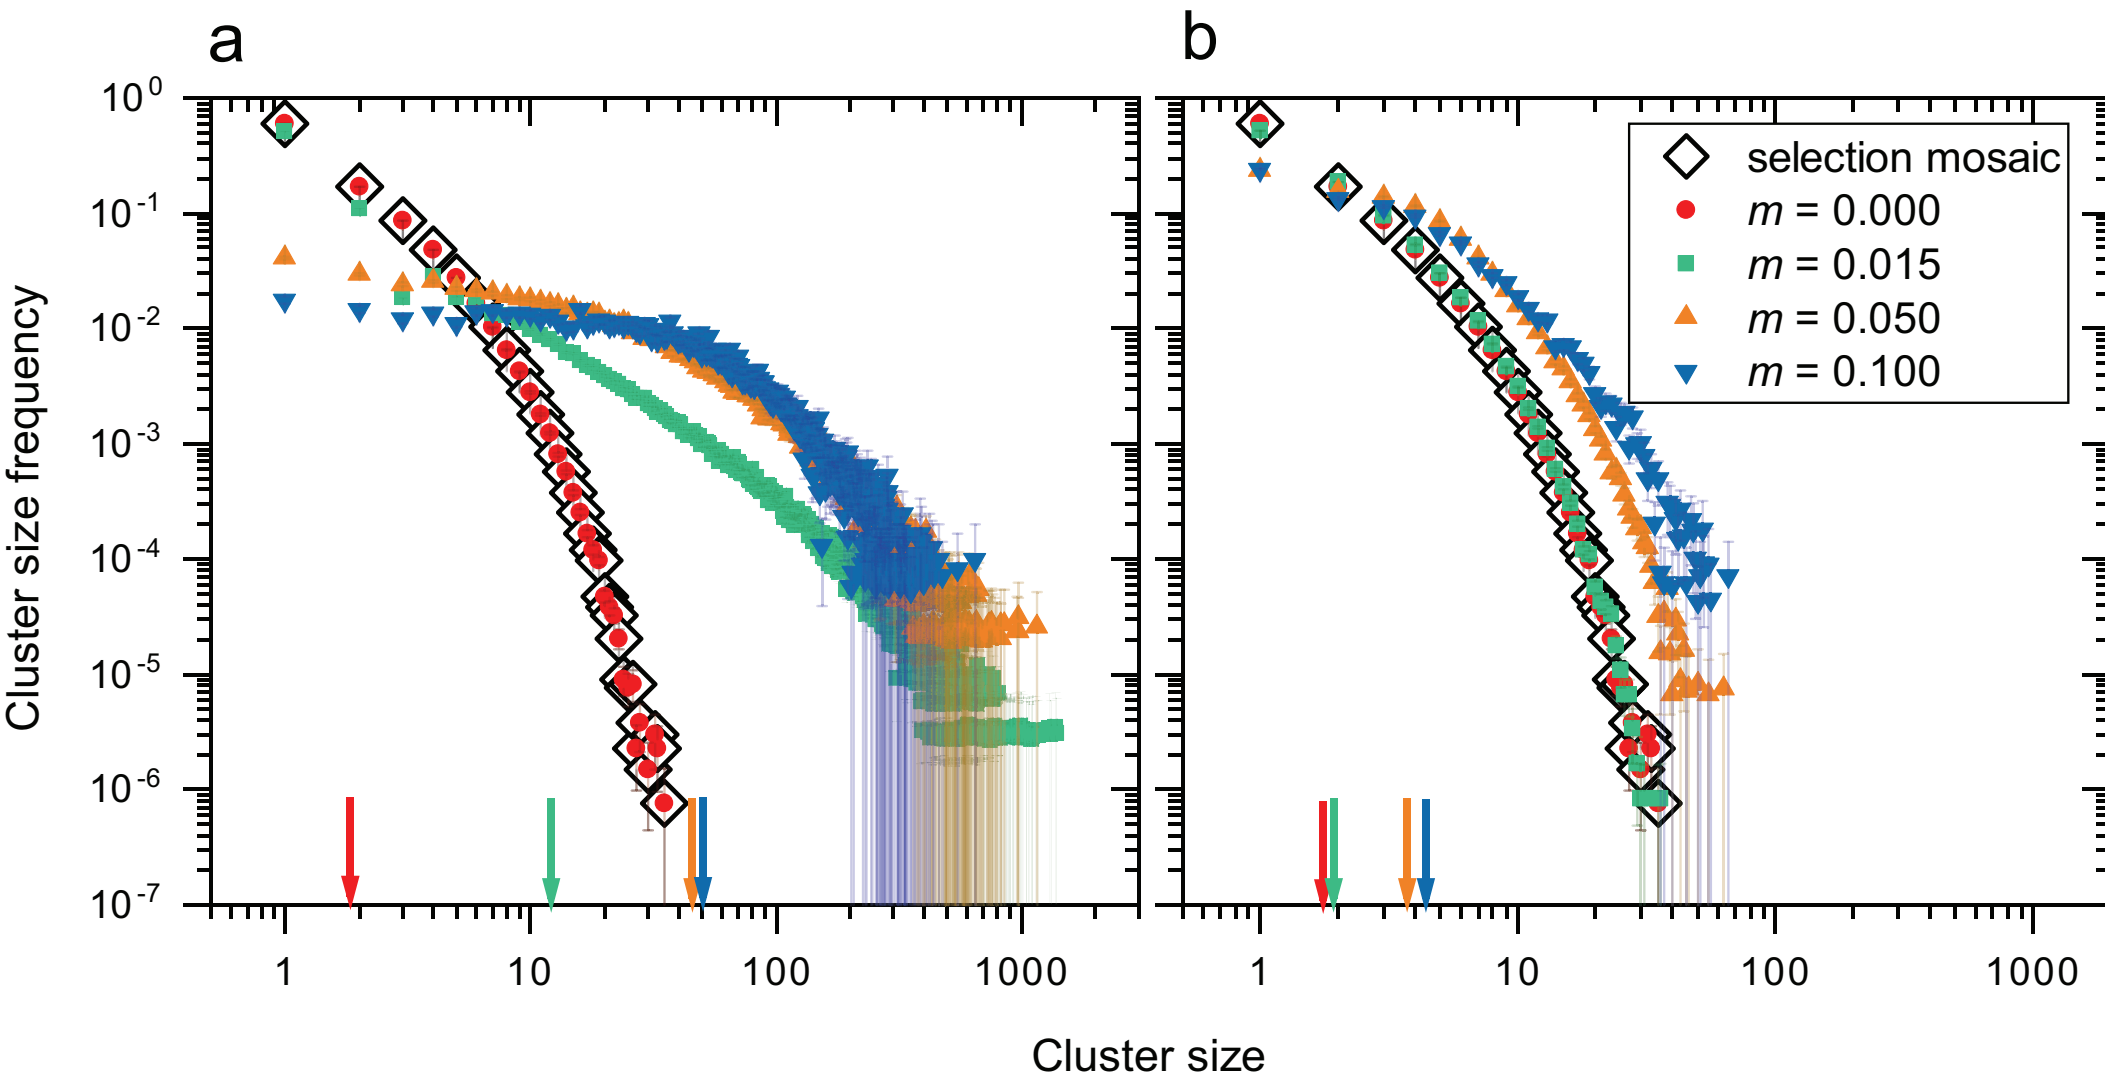 a
b
10^0
10^-1
10^-2
10^-3
10^-4
10^-5
10^-6
10^-7
Cluster size frequency
selection mosaic
m = 0.000
m = 0.015
m = 0.050
m = 0.100
1 10 100 1000
1 10 100 1000
Cluster size